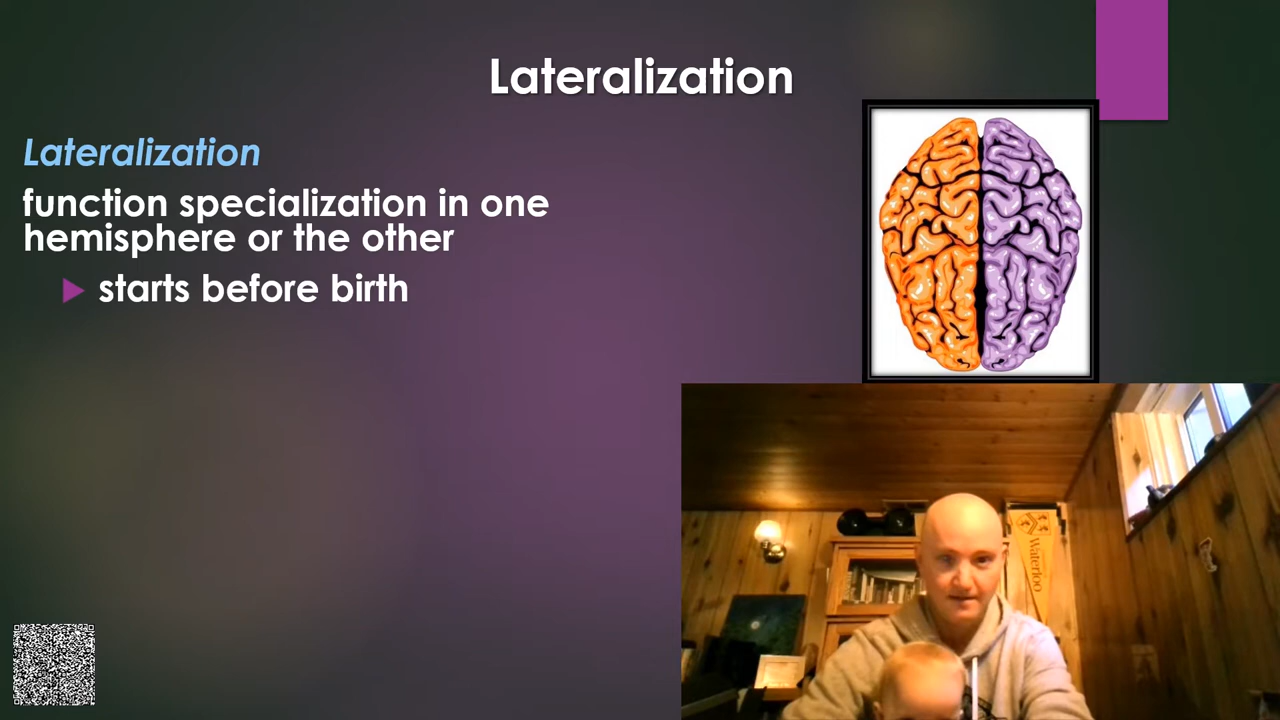 Lateralization
Lateralization
function specialization in one
hemisphere or the other
starts before birth
Waterloo